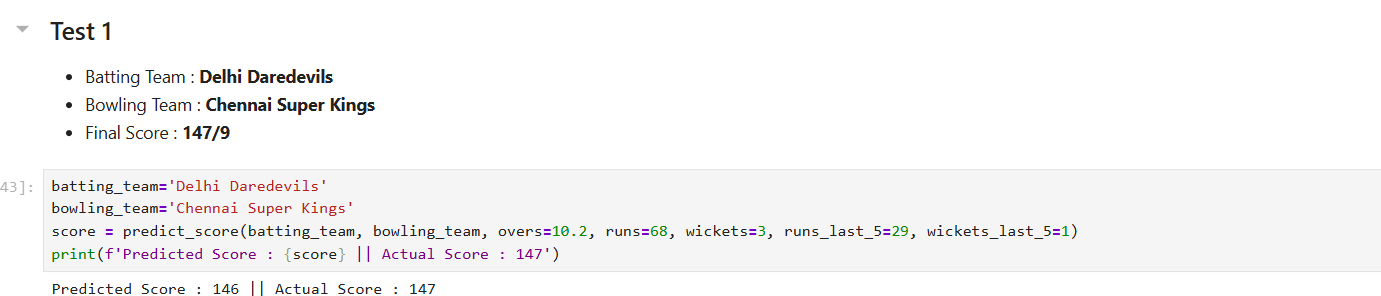 Test 1
Batting Team : Delhi Daredevils
Bowling Team : Chennai Super Kings
Final Score : 147/9
43]:
batting_team='Delhi Daredevils'
bowling_team='Chennai Super Kings'
score = predict_score(batting_team, bowling_team, overs=10.2, runs=68, wickets=3, runs_last_5=29, wickets_last_5=1)
print(f'Predicted Score : {score} || Actual Score : 147')
Predicted Score : 146 || Actual Score : 147